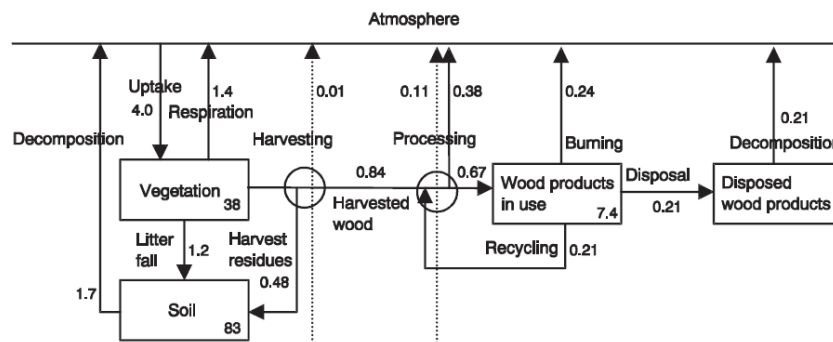 Atmosphere
Uptake
4.0
1.4
Respiration
0.01
0.11
0.38
0.24
0.21
Decomposition
Harvesting
Processing
Burning
Decomposition
Vegetation
38
0.84
Harvested
wood
0.67
Wood products
in use
7.4
Disposal
0.21
Disposed
wood products
Litter
fall
1.2
Harvest
residues
0.48
Recycling
0.21
1.7
Soil
83